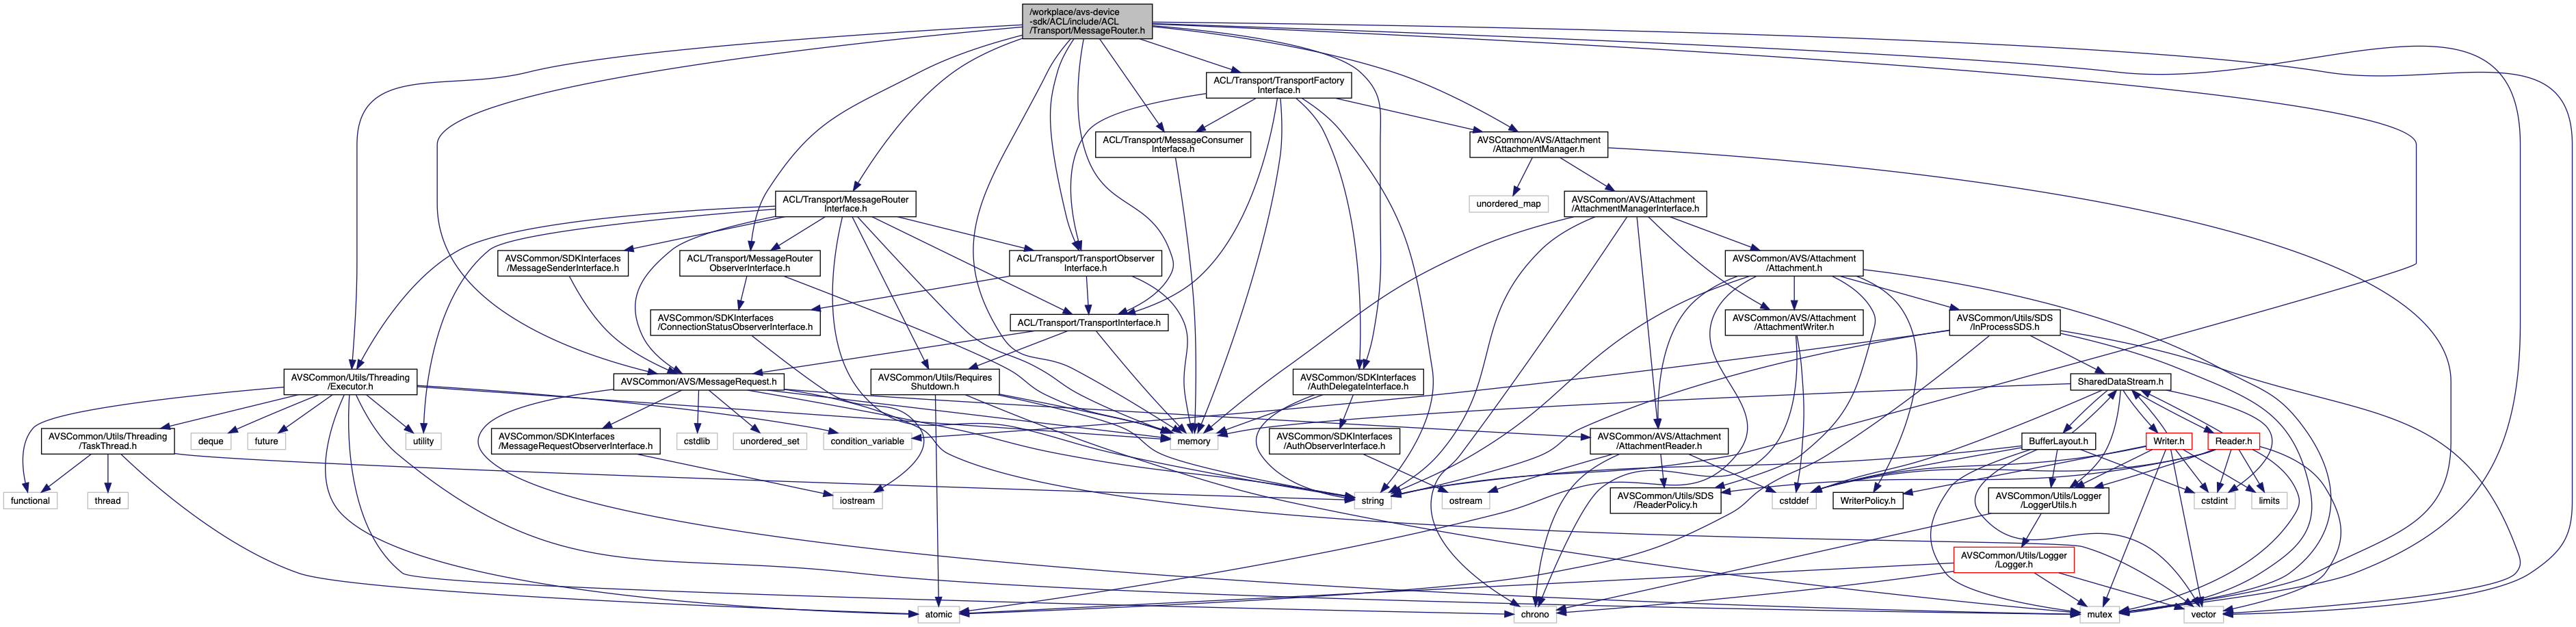 /workplace/avs-device
-sdk/ACL/include/ACL
/Transport/MessageRouter.h
ACL/Transport/TransportFactory
Interface.h
ACL/Transport/MessageConsumer
Interface.h
AVSCommon/AVS/Attachment
/AttachmentManager.h
ACL/Transport/MessageRouter
Interface.h
unordered_map
AVSCommon/AVS/Attachment
/AttachmentManagerInterface.h
AVSCommon/SDKInterfaces
/MessageSenderInterface.h
ACL/Transport/MessageRouter
ObserverInterface.h
ACL/Transport/TransportObserver
Interface.h
AVSCommon/AVS/Attachment
/Attachment.h
AVSCommon/SDKInterfaces
/ConnectionStatusObserverInterface.h
ACL/Transport/TransportInterface.h
AVSCommon/AVS/Attachment
/AttachmentWriter.h
AVSCommon/Utils/SDS
/InProcessSDS.h
AVSCommon/Utils/Threading
/Executor.h
AVSCommon/AVS/MessageRequest.h
AVSCommon/Utils/Requires
Shutdown.h
AVSCommon/SDKInterfaces
/AuthDelegateInterface.h
SharedDataStream.h
AVSCommon/Utils/Threading
/TaskThread.h
deque
future
utility
AVSCommon/SDKInterfaces
/MessageRequestObserverInterface.h
cstdlib
unordered_set
condition_variable
memory
AVSCommon/SDKInterfaces
/AuthObserverInterface.h
AVSCommon/AVS/Attachment
/AttachmentReader.h
BufferLayout.h
Writer.h
Reader.h
functional
thread
iostream
string
ostream
AVSCommon/Utils/SDS
/ReaderPolicy.h
cstddef
WriterPolicy.h
AVSCommon/Utils/Logger
/LoggerUtils.h
cstdint
limits
AVSCommon/Utils/Logger
/Logger.h
atomic
chrono
mutex
vector